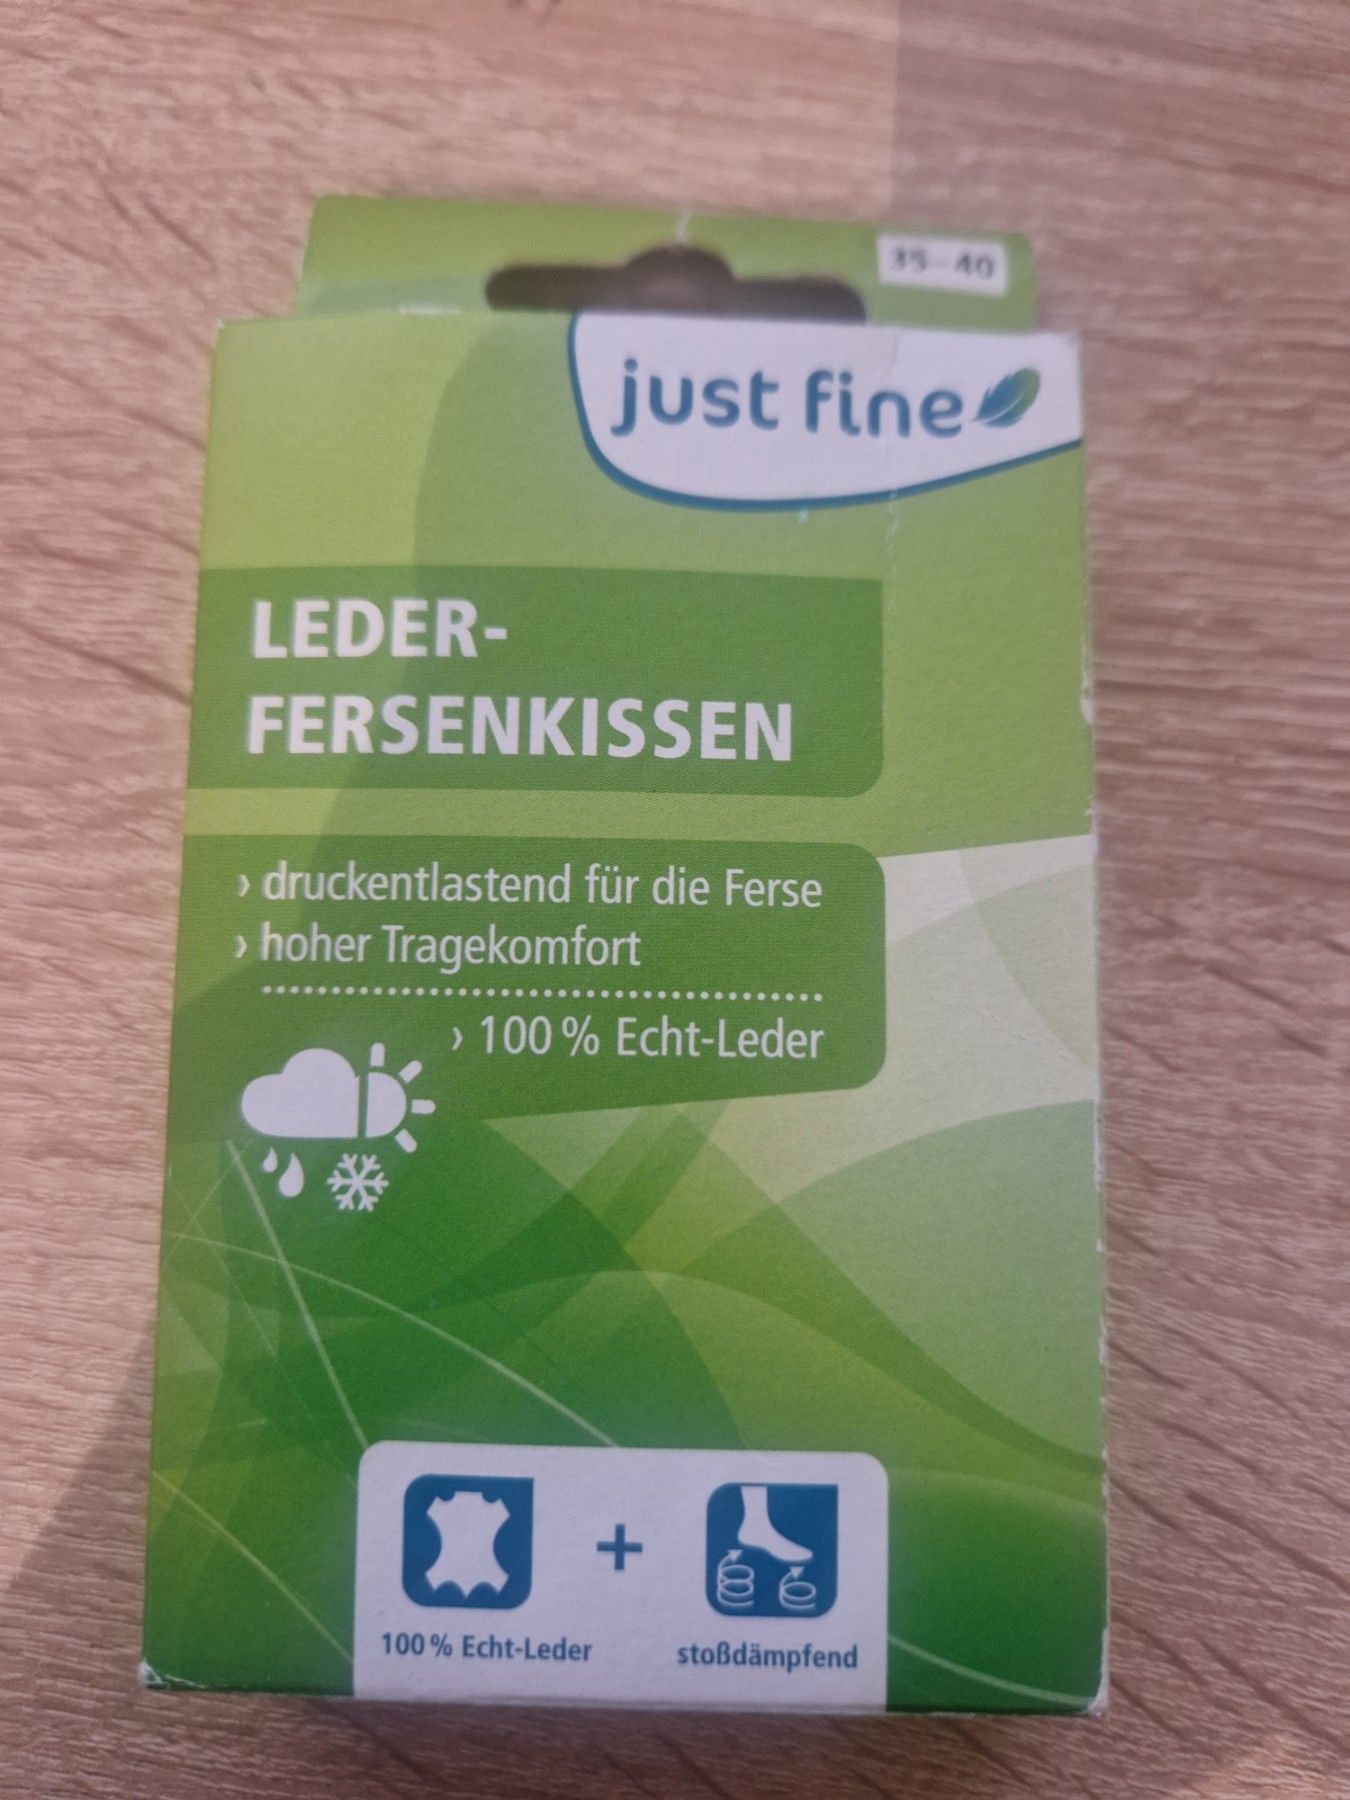 35-40
just fine
LEDER-
FERSENKISSEN
› druckentlastend für die Ferse
› hoher Tragekomfort
› 100 % Echt-Leder
100 % Echt-Leder
+
stoßdämpfend